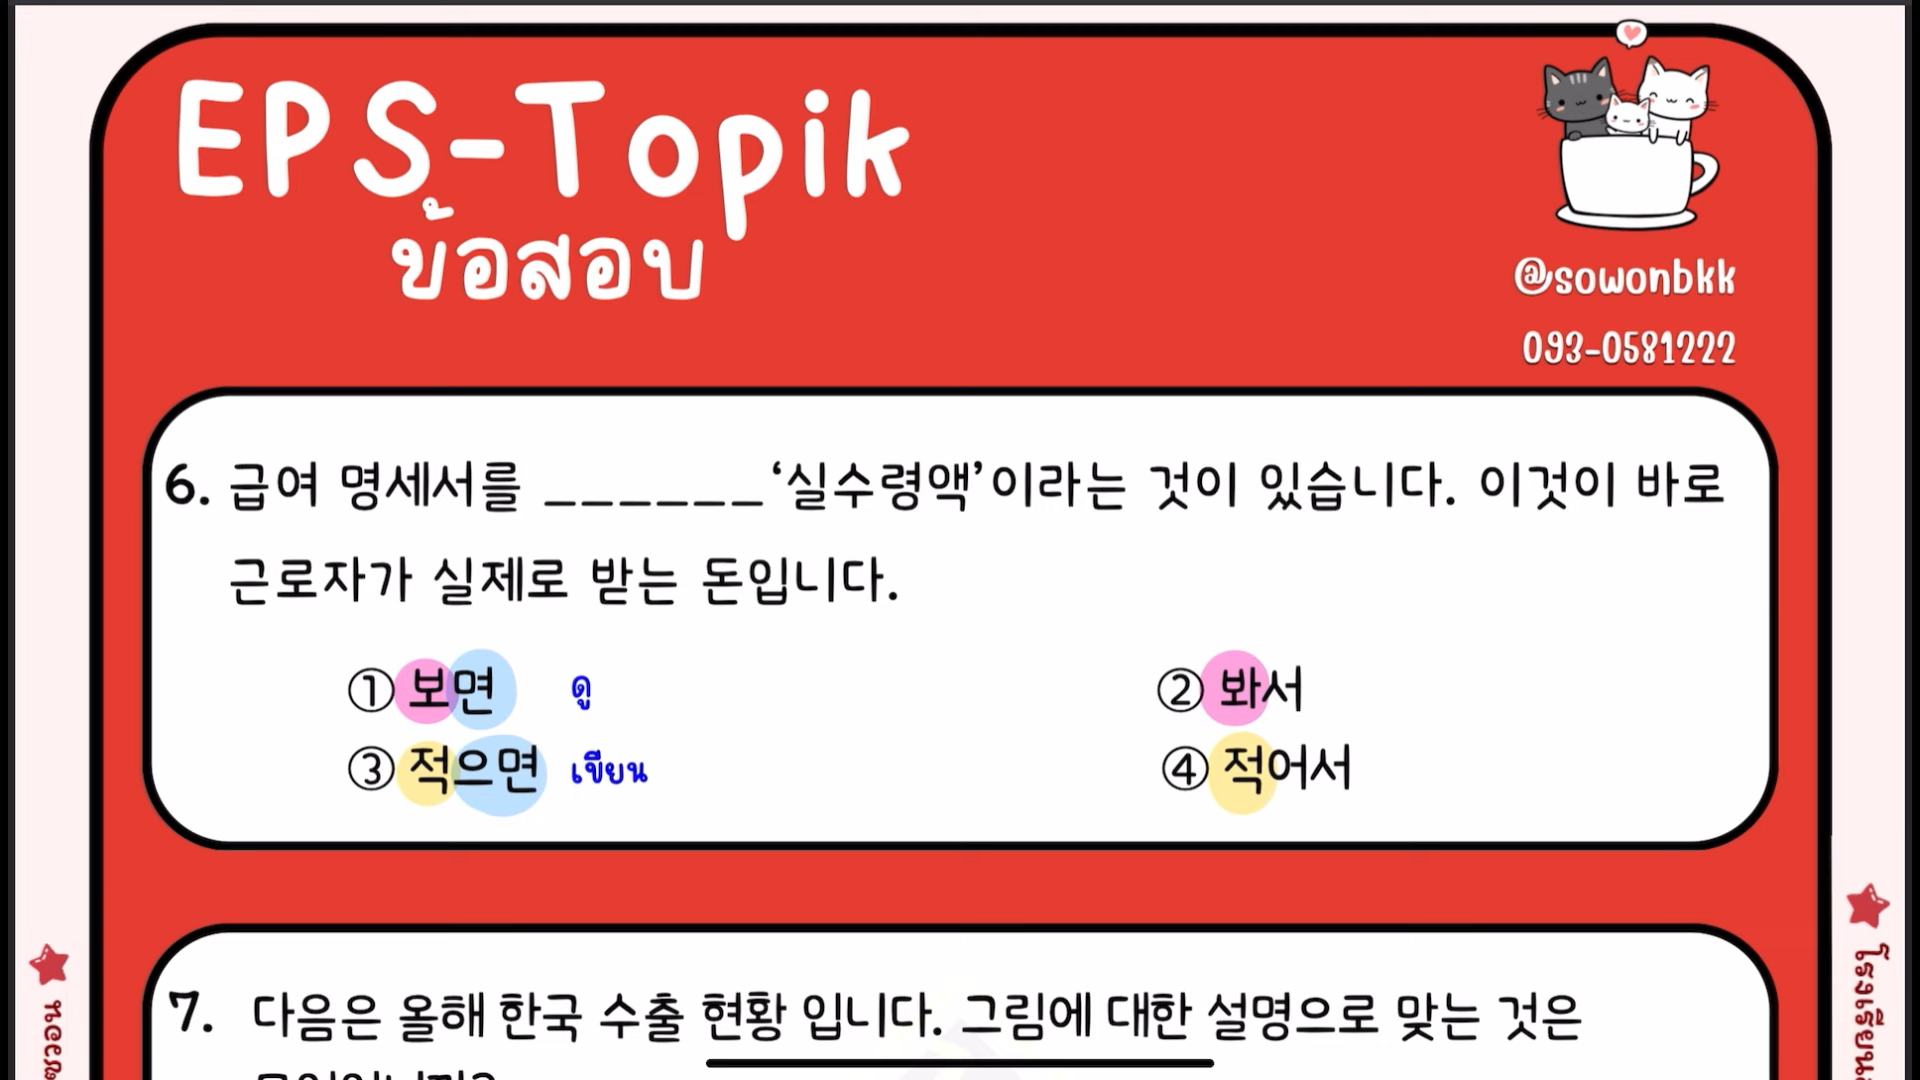 EPS-Topik
ข้อสอบ
@sowonbkk
093-0581222
6. 급여 명세서를 ______ ‘실수령액’이라는 것이 있습니다. 이것이 바로
근로자가 실제로 받는 돈입니다.
① 보면 ดู ② 봐서
③ 적으면 เขียน ④ 적어서
7. 다음은 올해 한국 수출 현황 입니다. 그림에 대한 설명으로 맞는 것은